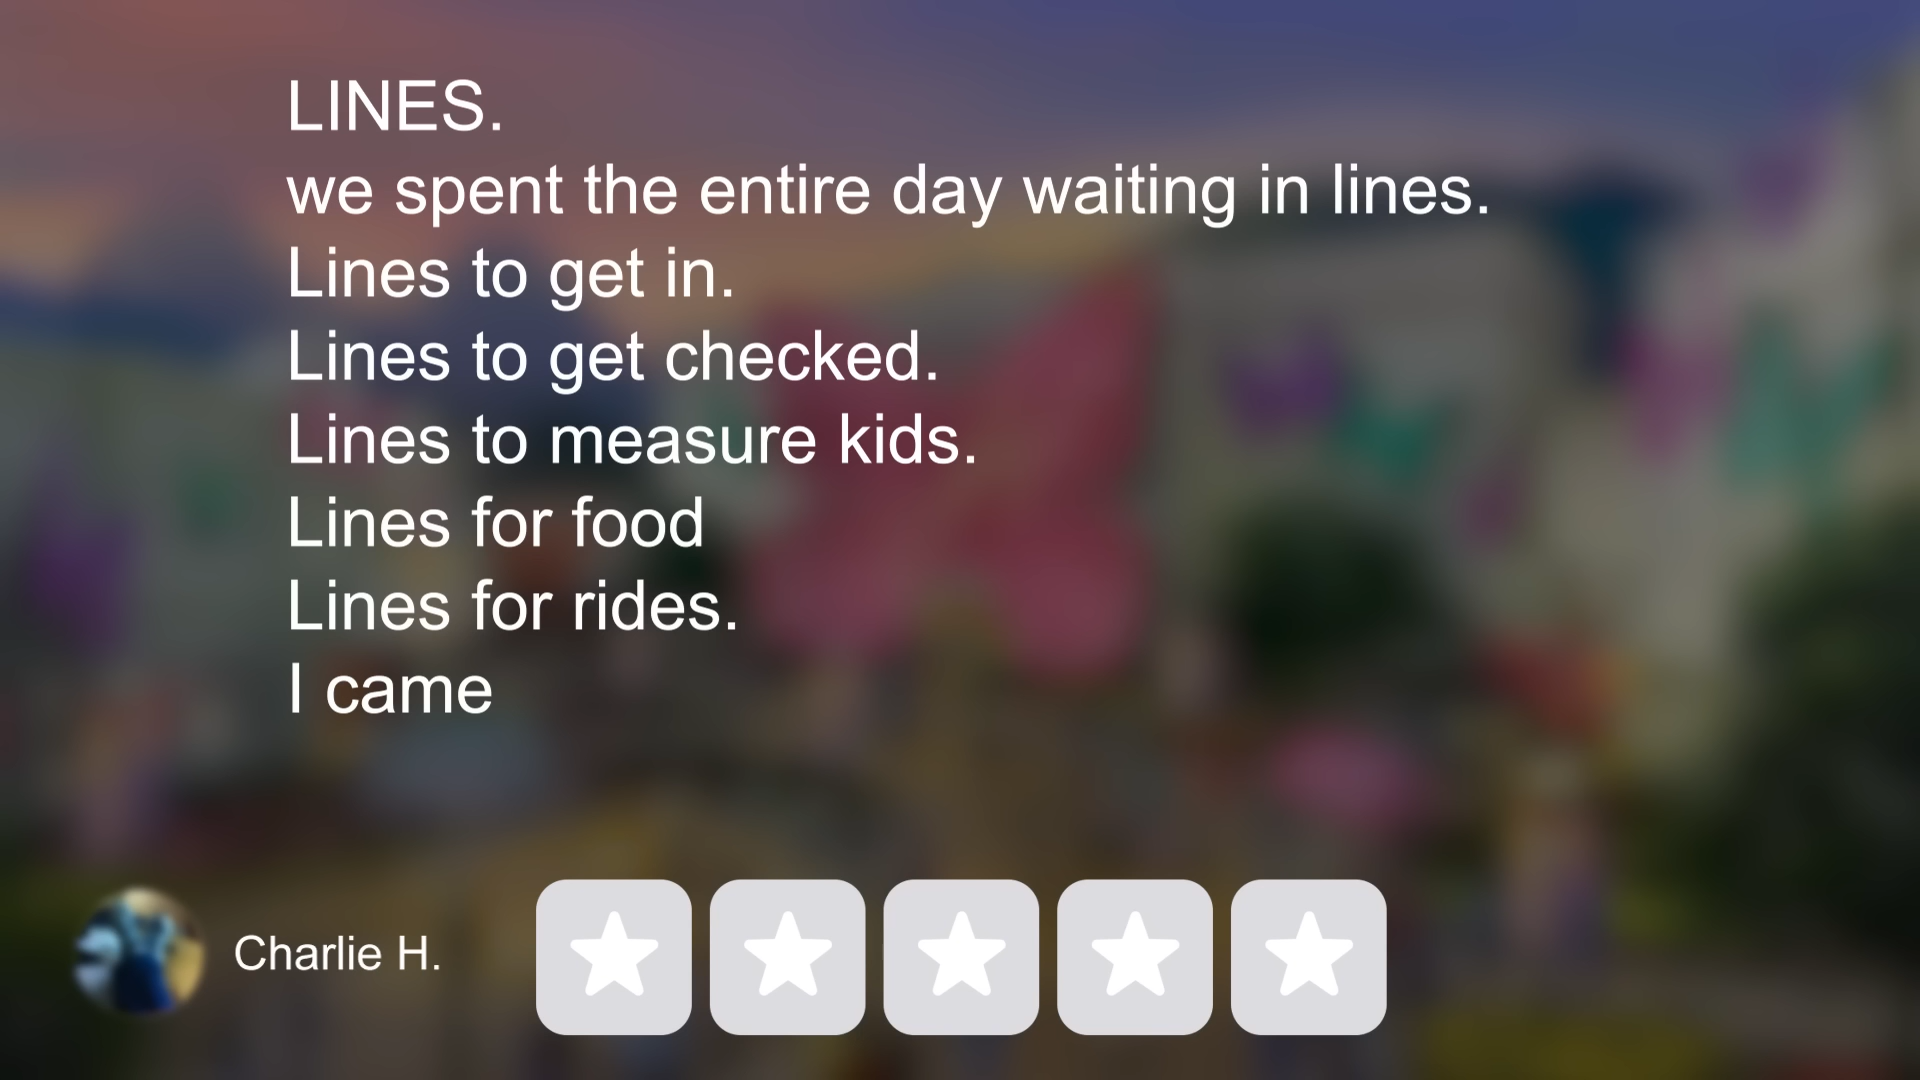 LINES.
we spent the entire day waiting in lines.
Lines to get in.
Lines to get checked.
Lines to measure kids.
Lines for food
Lines for rides.
I came
Charlie H.